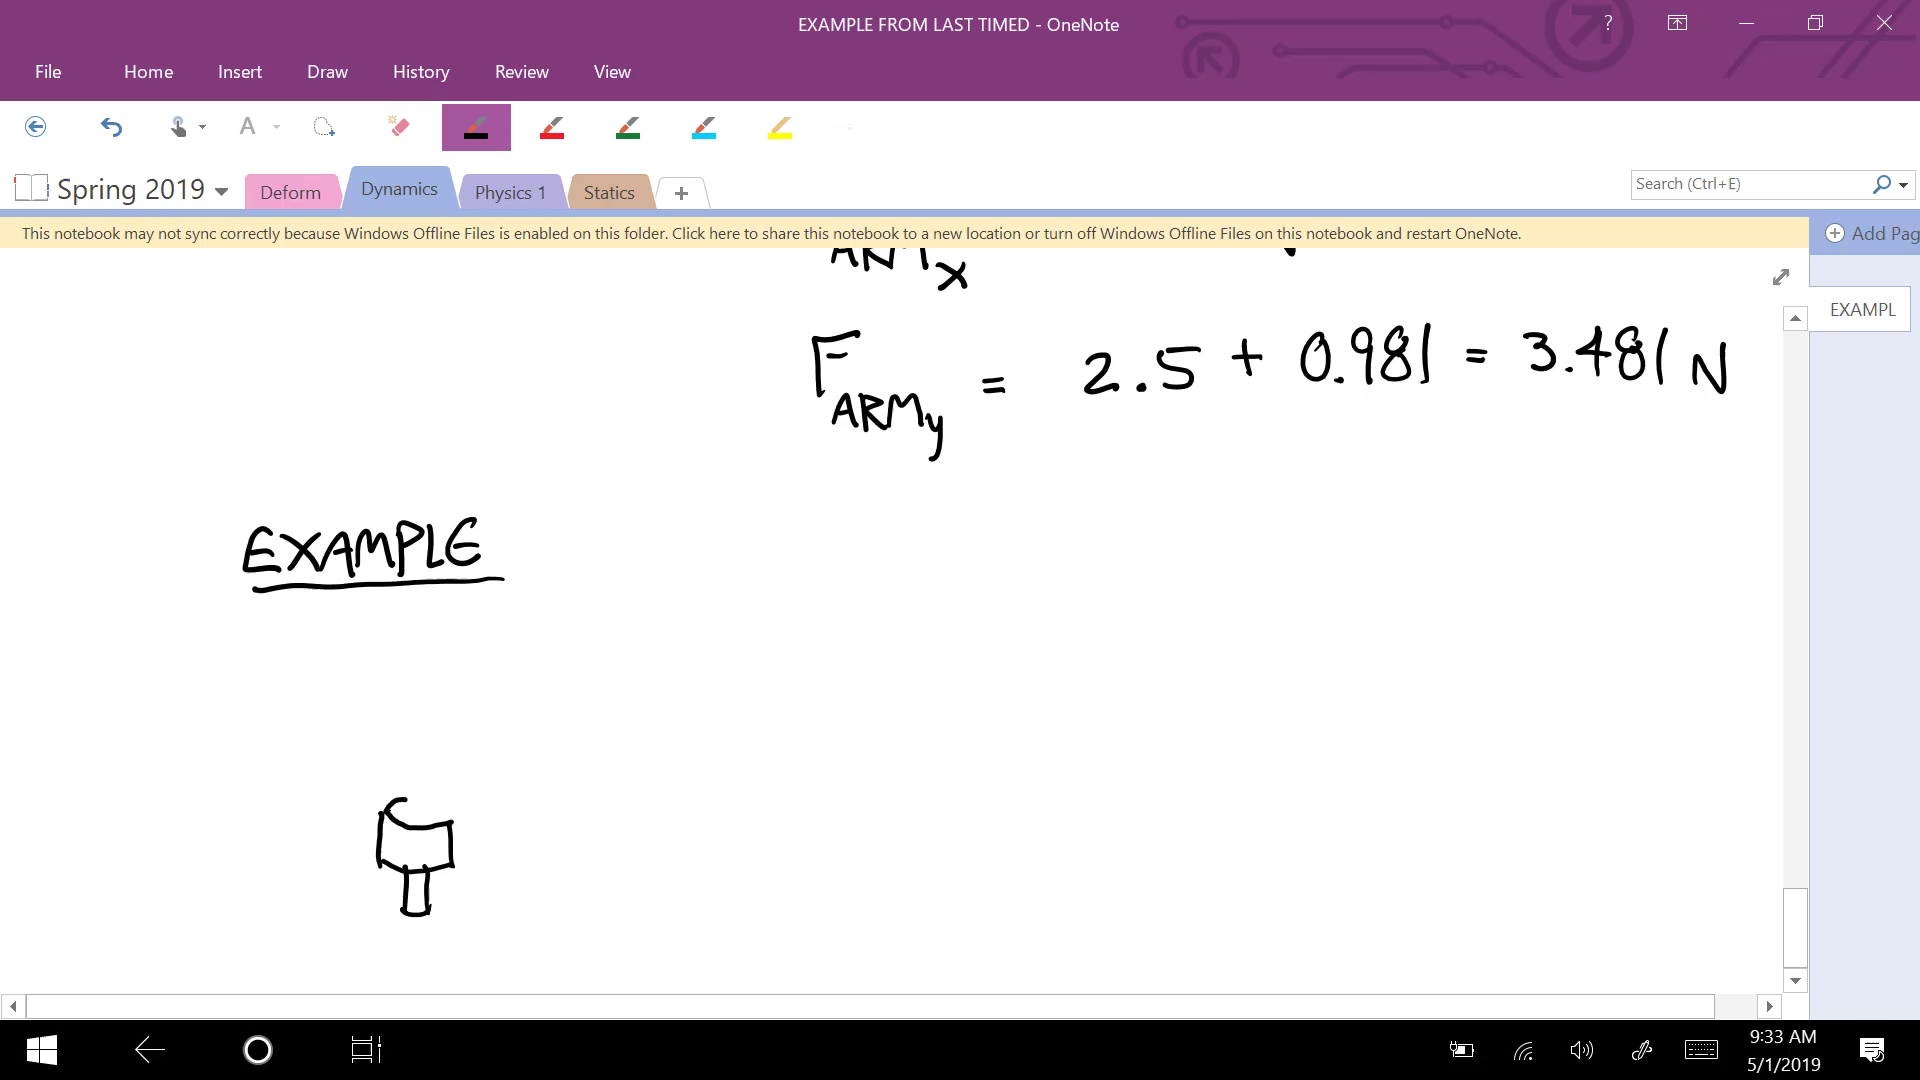 EXAMPLE FROM LAST TIMED - OneNote
?
File Home Insert Draw History Review View
A
Spring 2019 Deform Dynamics Physics 1 Statics +
Search (Ctrl+E)
This notebook may not sync correctly because Windows Offline Files is enabled on this folder. Click here to share this notebook to a new location or turn off Windows Offline Files on this notebook and restart OneNote.
Add Pag
ARM x
EXAMPL
F ARM y = 2.5 + 0.981 = 3.481 N
EXAMPLE
9:33 AM
5/1/2019